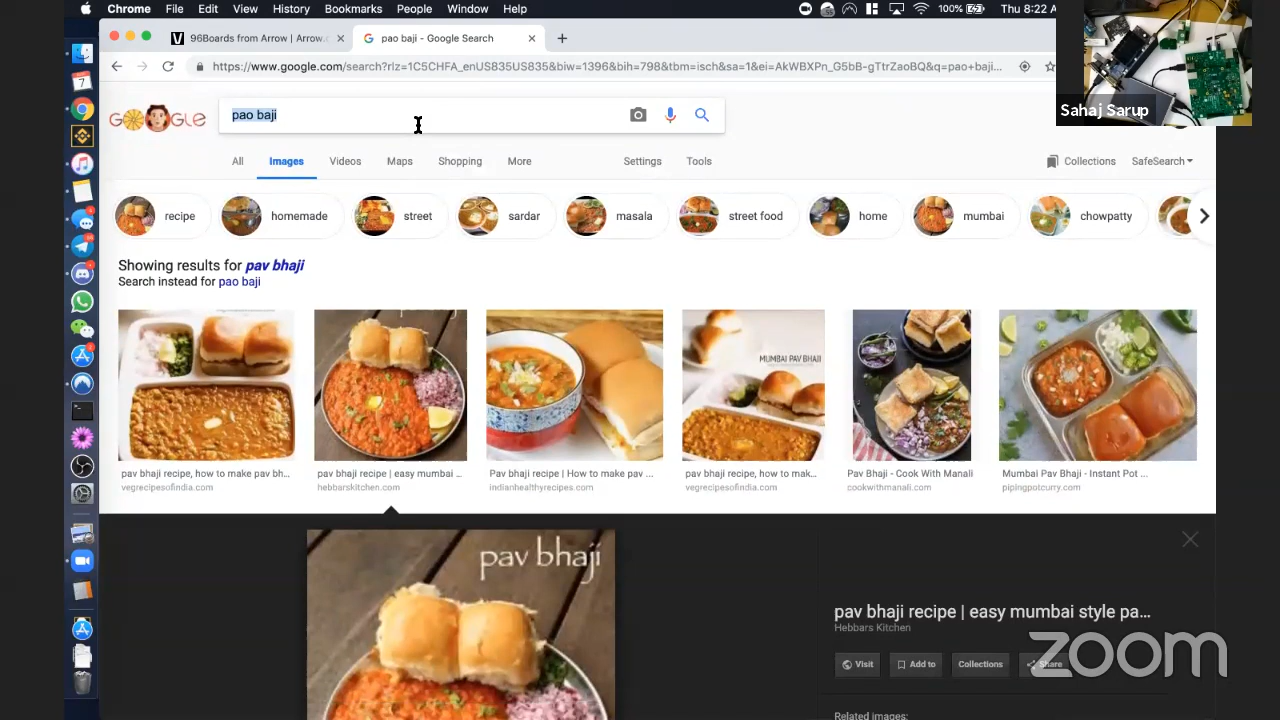 Chrome File Edit View History Bookmarks People Window Help 100% Thu 8:22 A
96Boards from Arrow | Arrow.c
pao baji - Google Search
https://www.google.com/search?rlz=1C5CHFA_enUS835US835&biw=1396&bih=798&tbm=isch&sa=1&ei=AkWBXPn_G5bB-gTtrZaoBQ&q=pao+baji...
Sahaj Sarup
pao baji
All Images Videos Maps Shopping More Settings Tools Collections SafeSearch
recipe homemade street sardar masala street food home mumbai chowpatty
Showing results for pav bhaji
Search instead for pao baji
MUMBAI PAV BHAJI
pav bhaji recipe, how to make pav bh...
vegrecipesofindia.com
pav bhaji recipe | easy mumbai ...
hebbarskitchen.com
Pav bhaji recipe | How to make pav ...
indianhealthyrecipes.com
pav bhaji recipe, how to mak...
vegrecipesofindia.com
Pav Bhaji - Cook With Manali
cookwithmanali.com
Mumbai Pav Bhaji - Instant Pot ...
pipingpotcurry.com
pav bhaji
pav bhaji recipe | easy mumbai style pa...
Hebbars Kitchen
Visit Add to Collections Share
zoom
Related images: